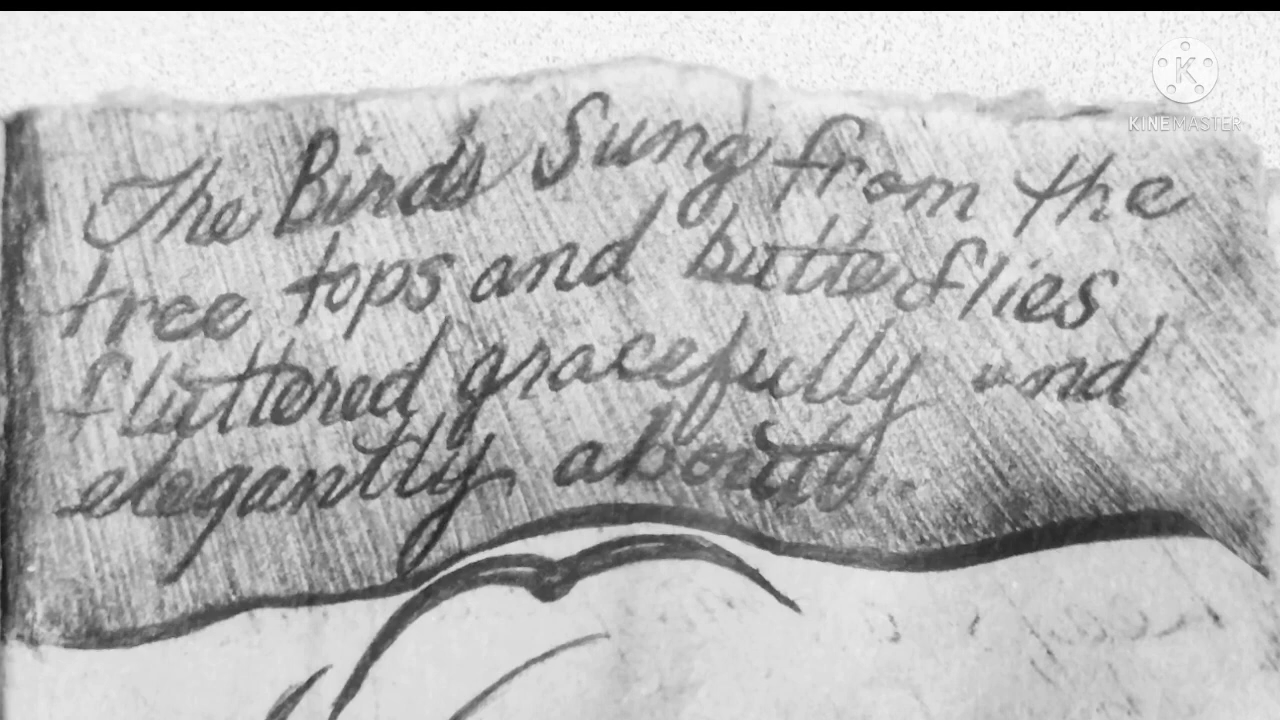 KINEMASTER
The Birds Sung from the
tree tops and butterflies
fluttered gracefully and
elegantly about...